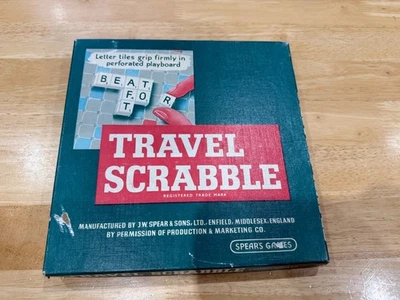 Letter tiles grip firmly in
perforated playboard
BEAT
F O R
T
TRAVEL
SCRABBLE
REGISTERED TRADE MARK
MANUFACTURED BY J.W. SPEAR & SONS, LTD., ENFIELD, MIDDLESEX, ENGLAND
BY PERMISSION OF PRODUCTION & MARKETING CO.
SPEAR'S GAMES